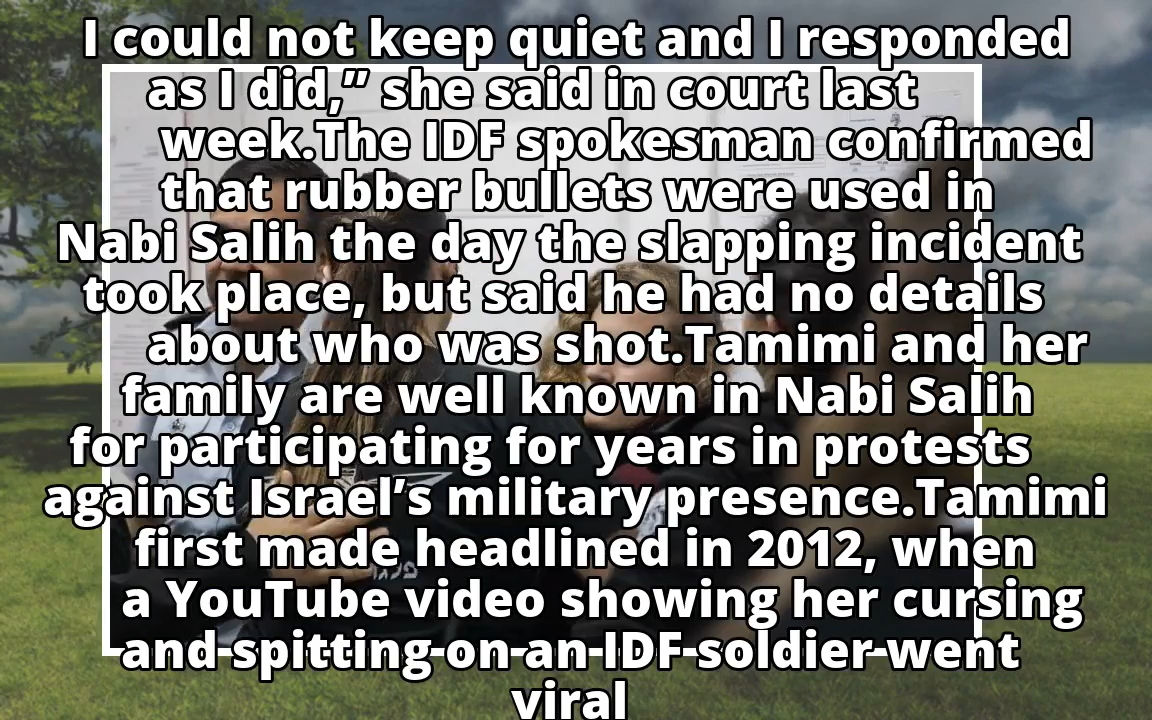 I could not keep quiet and I responded
as I did,” she said in court last
week.The IDF spokesman confirmed
that rubber bullets were used in
Nabi Salih the day the slapping incident
took place, but said he had no details
about who was shot.Tamimi and her
family are well known in Nabi Salih
for participating for years in protests
against Israel’s military presence.Tamimi
first made headlined in 2012, when
a YouTube video showing her cursing
and spitting on an IDF soldier went
viral